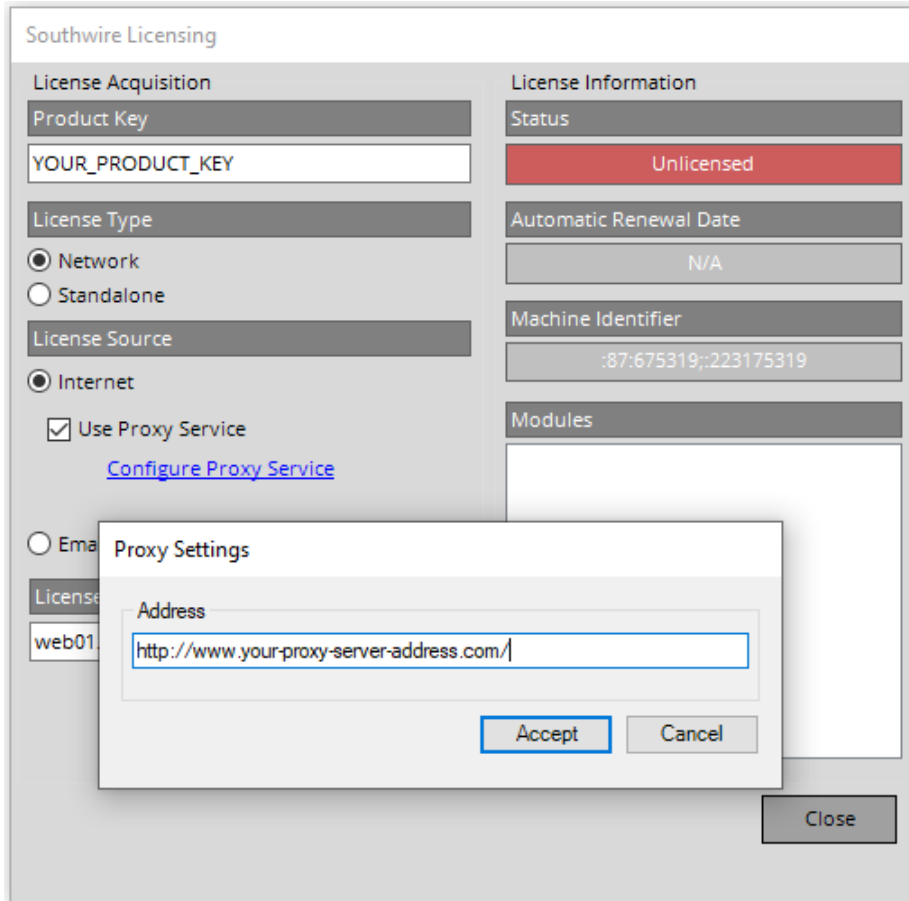 Southwire Licensing
License Acquisition
Product Key
YOUR_PRODUCT_KEY
License Type
Network
Standalone
License Source
Internet
Use Proxy Service
Configure Proxy Service
License Information
Status
Unlicensed
Automatic Renewal Date
N/A
Machine Identifier
:87:675319;:223175319
Modules
Proxy Settings
Address
http://www.your-proxy-server-address.com/
Accept
Cancel
License
web01.
Close